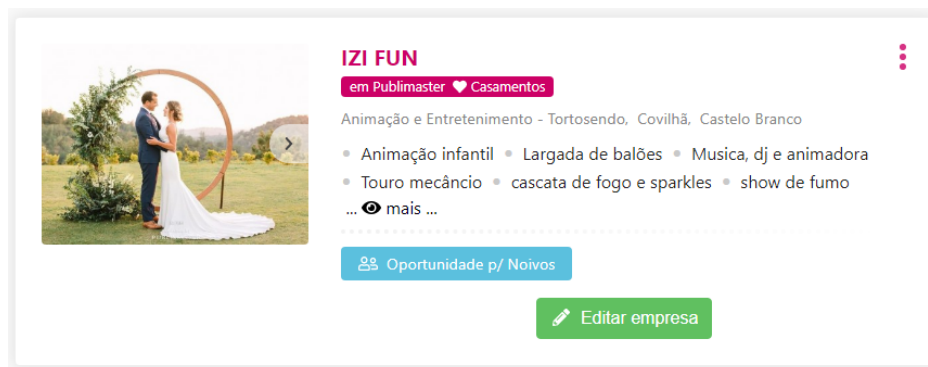 IZI FUN
em Publimaster ♥ Casamentos
Animação e Entretenimento - Tortosendo, Covilhã, Castelo Branco
• Animação infantil • Largada de balões • Musica, dj e animadora
• Touro mecâncio • cascata de fogo e sparkles • show de fumo
... mais ...
Oportunidade p/ Noivos
Editar empresa